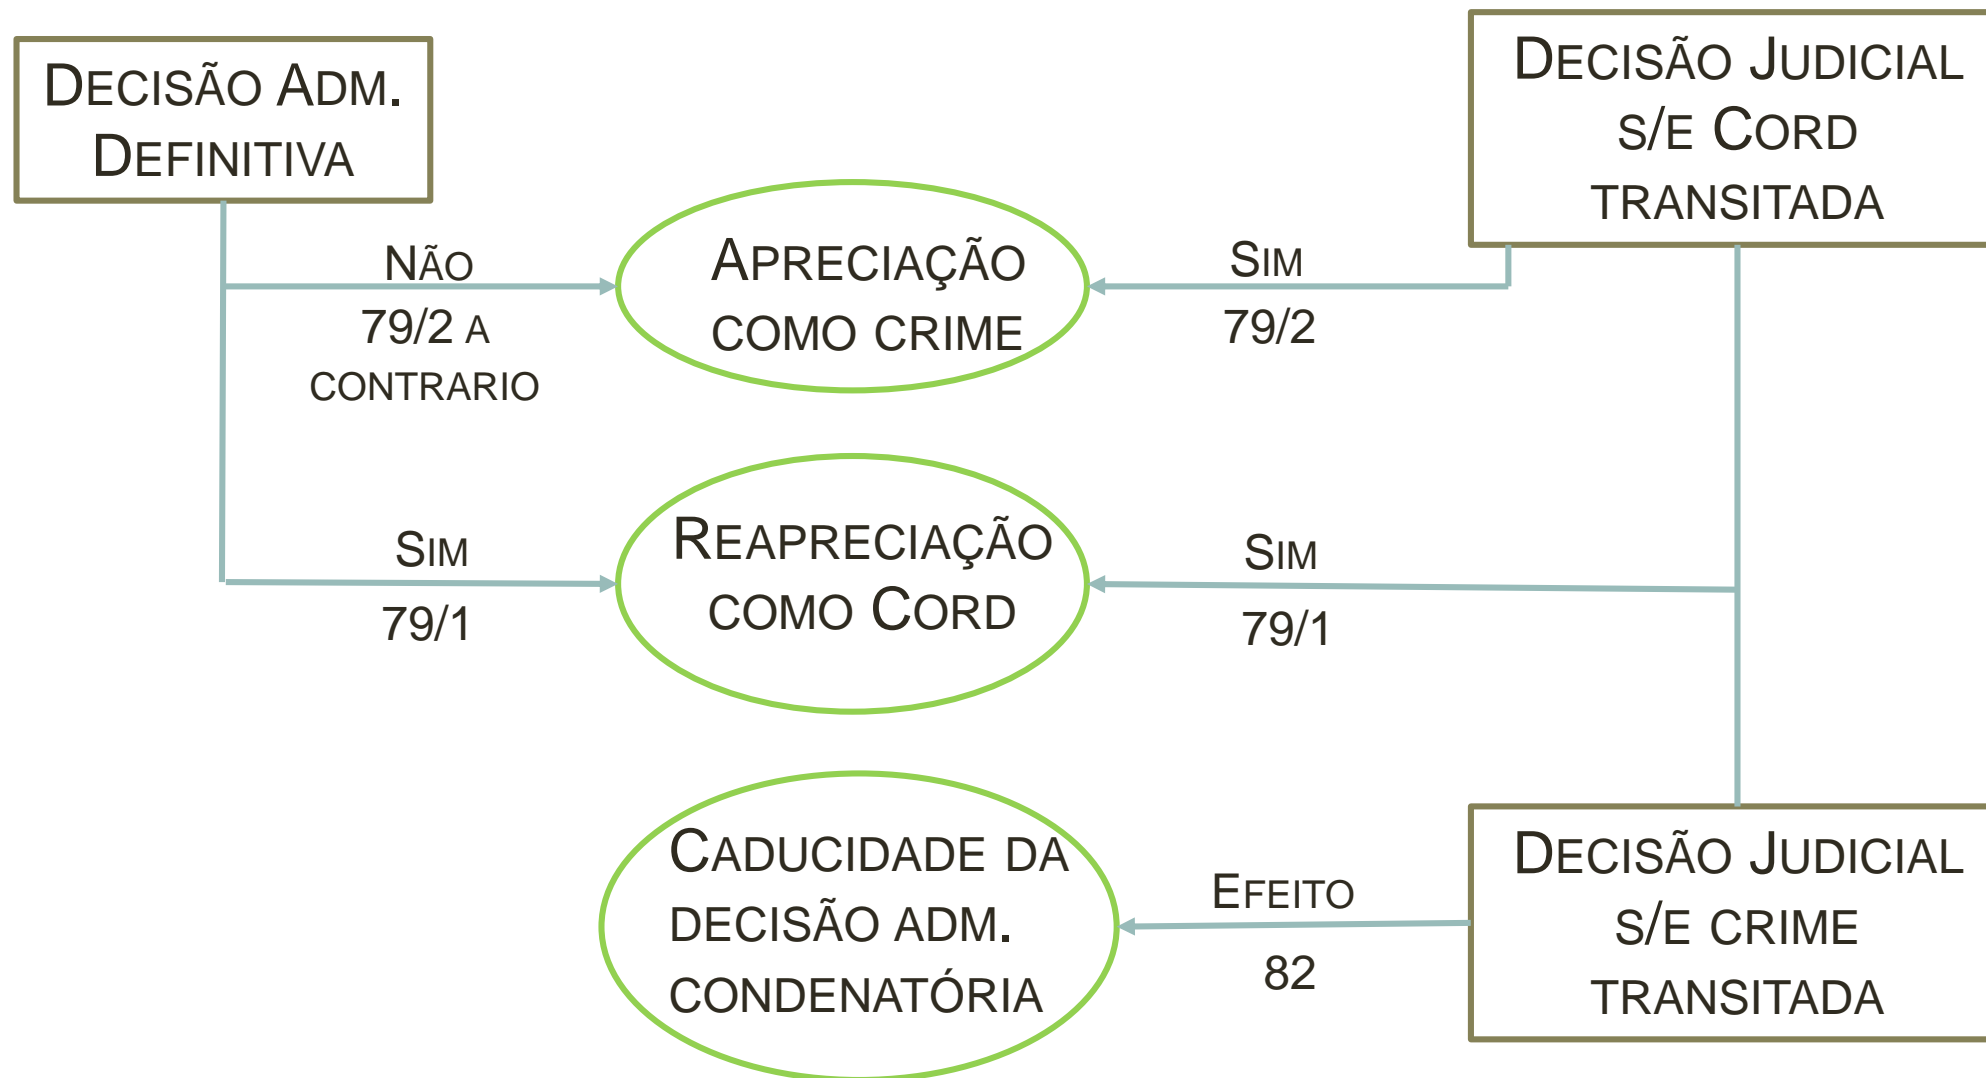 DECISÃO ADM.
DEFINITIVA
DECISÃO JUDICIAL
S/E CORD
TRANSITADA
NÃO
79/2 A
CONTRARIO
APRECIAÇÃO
COMO CRIME
SIM
79/2
SIM
79/1
REAPRECIAÇÃO
COMO CORD
SIM
79/1
CADUCIDADE DA
DECISÃO ADM.
CONDENATÓRIA
EFEITO
82
DECISÃO JUDICIAL
S/E CRIME
TRANSITADA